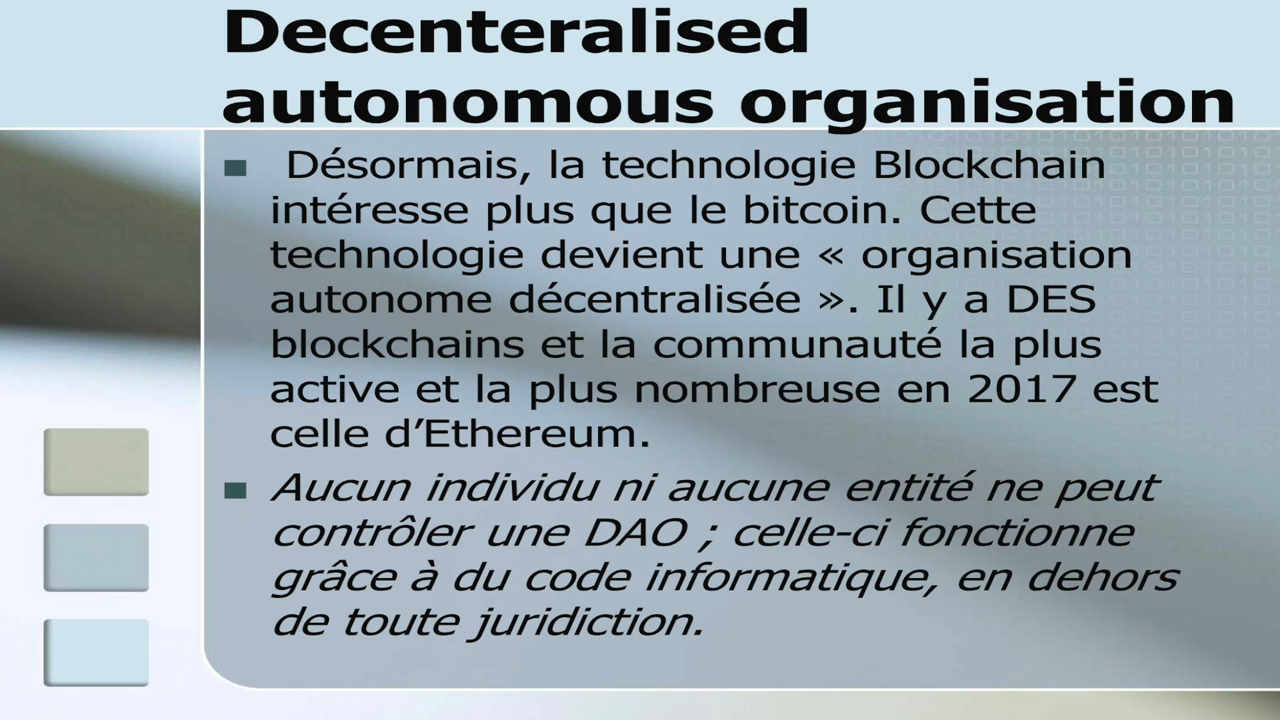 Decenteralised
autonomous organisation
Désormais, la technologie Blockchain
intéresse plus que le bitcoin. Cette
technologie devient une « organisation
autonome décentralisée ». Il y a DES
blockchains et la communauté la plus
active et la plus nombreuse en 2017 est
celle d’Ethereum.
Aucun individu ni aucune entité ne peut
contrôler une DAO ; celle-ci fonctionne
grâce à du code informatique, en dehors
de toute juridiction.